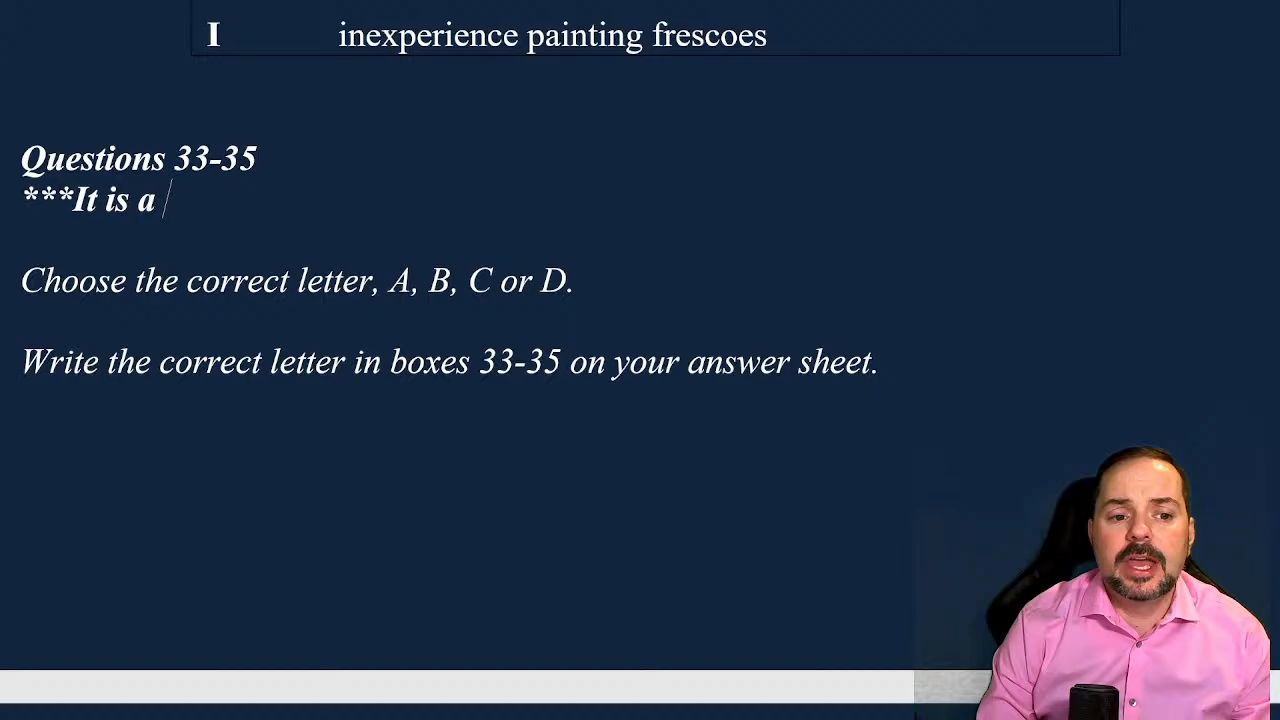 I inexperience painting frescoes
Questions 33-35
***It is a
Choose the correct letter, A, B, C or D.
Write the correct letter in boxes 33-35 on your answer sheet.